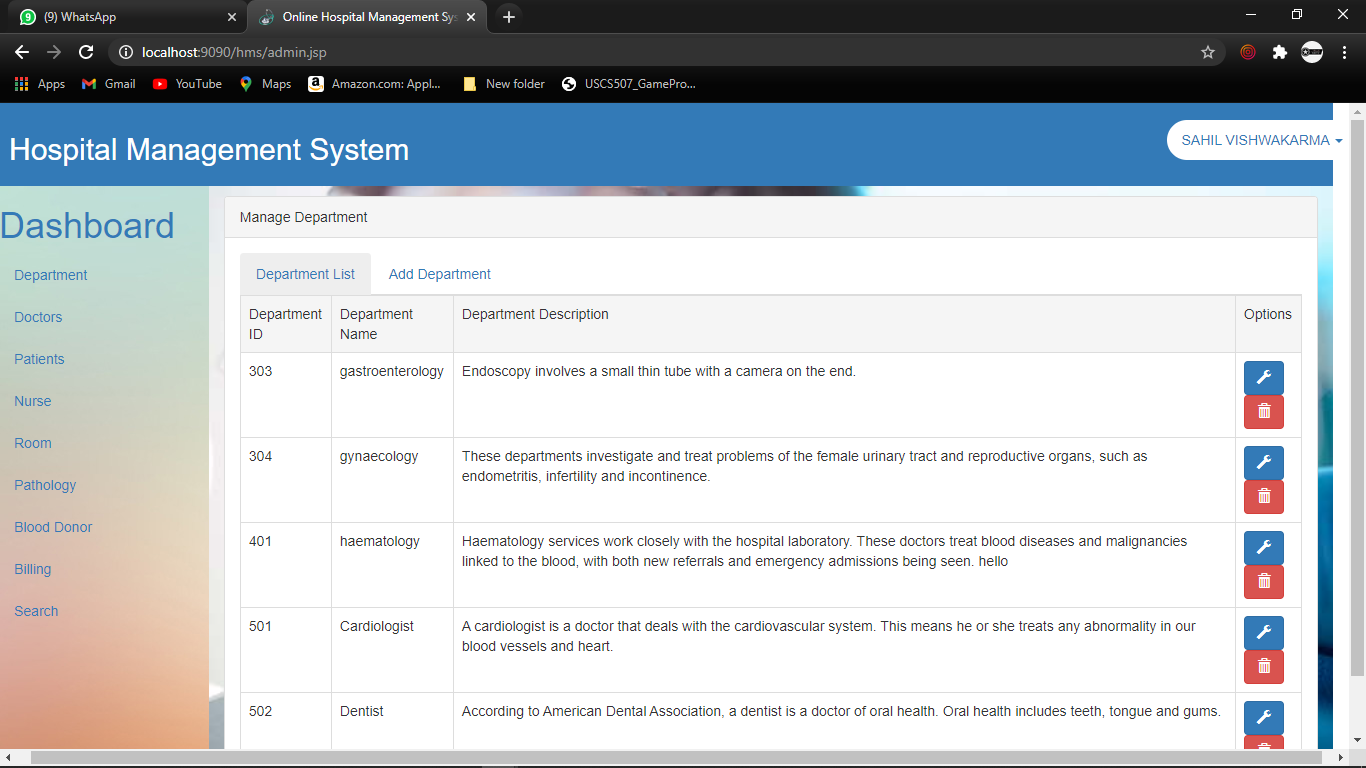 9
(9) WhatsApp
Online Hospital Management Sys
localhost:9090/hms/admin.jsp
Apps
Gmail
YouTube
Maps
a
Amazon.com: Appl...
New folder
USCS507_GamePro...
Hospital Management System
SAHIL VISHWAKARMA
Dashboard
Department
Doctors
Patients
Nurse
Room
Pathology
Blood Donor
Billing
Search
Manage Department
Department List
Add Department
Department
ID
Department
Name
Department Description
Options
303
gastroenterology
Endoscopy involves a small thin tube with a camera on the end.
304
gynaecology
These departments investigate and treat problems of the female urinary tract and reproductive organs, such as
endometritis, infertility and incontinence.
401
haematology
Haematology services work closely with the hospital laboratory. These doctors treat blood diseases and malignancies
linked to the blood, with both new referrals and emergency admissions being seen. hello
501
Cardiologist
A cardiologist is a doctor that deals with the cardiovascular system. This means he or she treats any abnormality in our
blood vessels and heart.
502
Dentist
According to American Dental Association, a dentist is a doctor of oral health. Oral health includes teeth, tongue and gums.